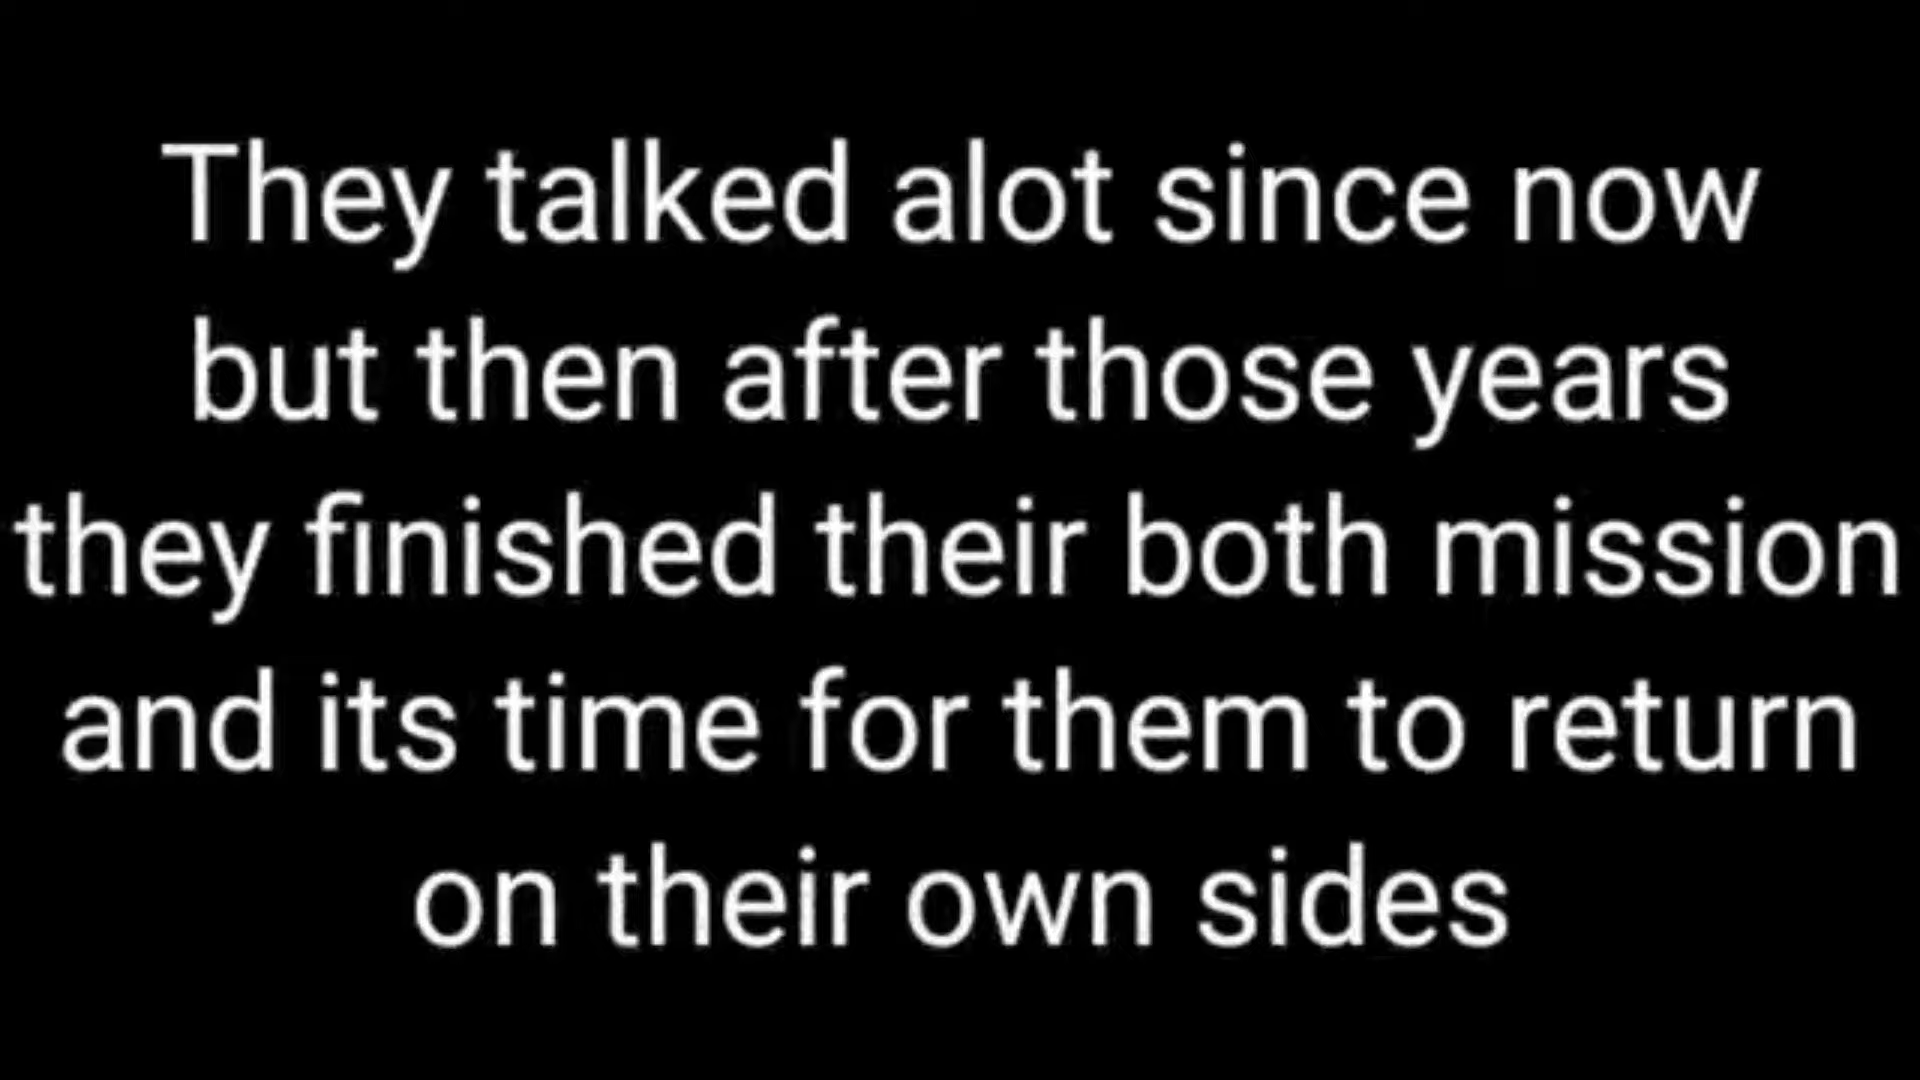 They talked alot since now
but then after those years
they finished their both mission
and its time for them to return
on their own sides